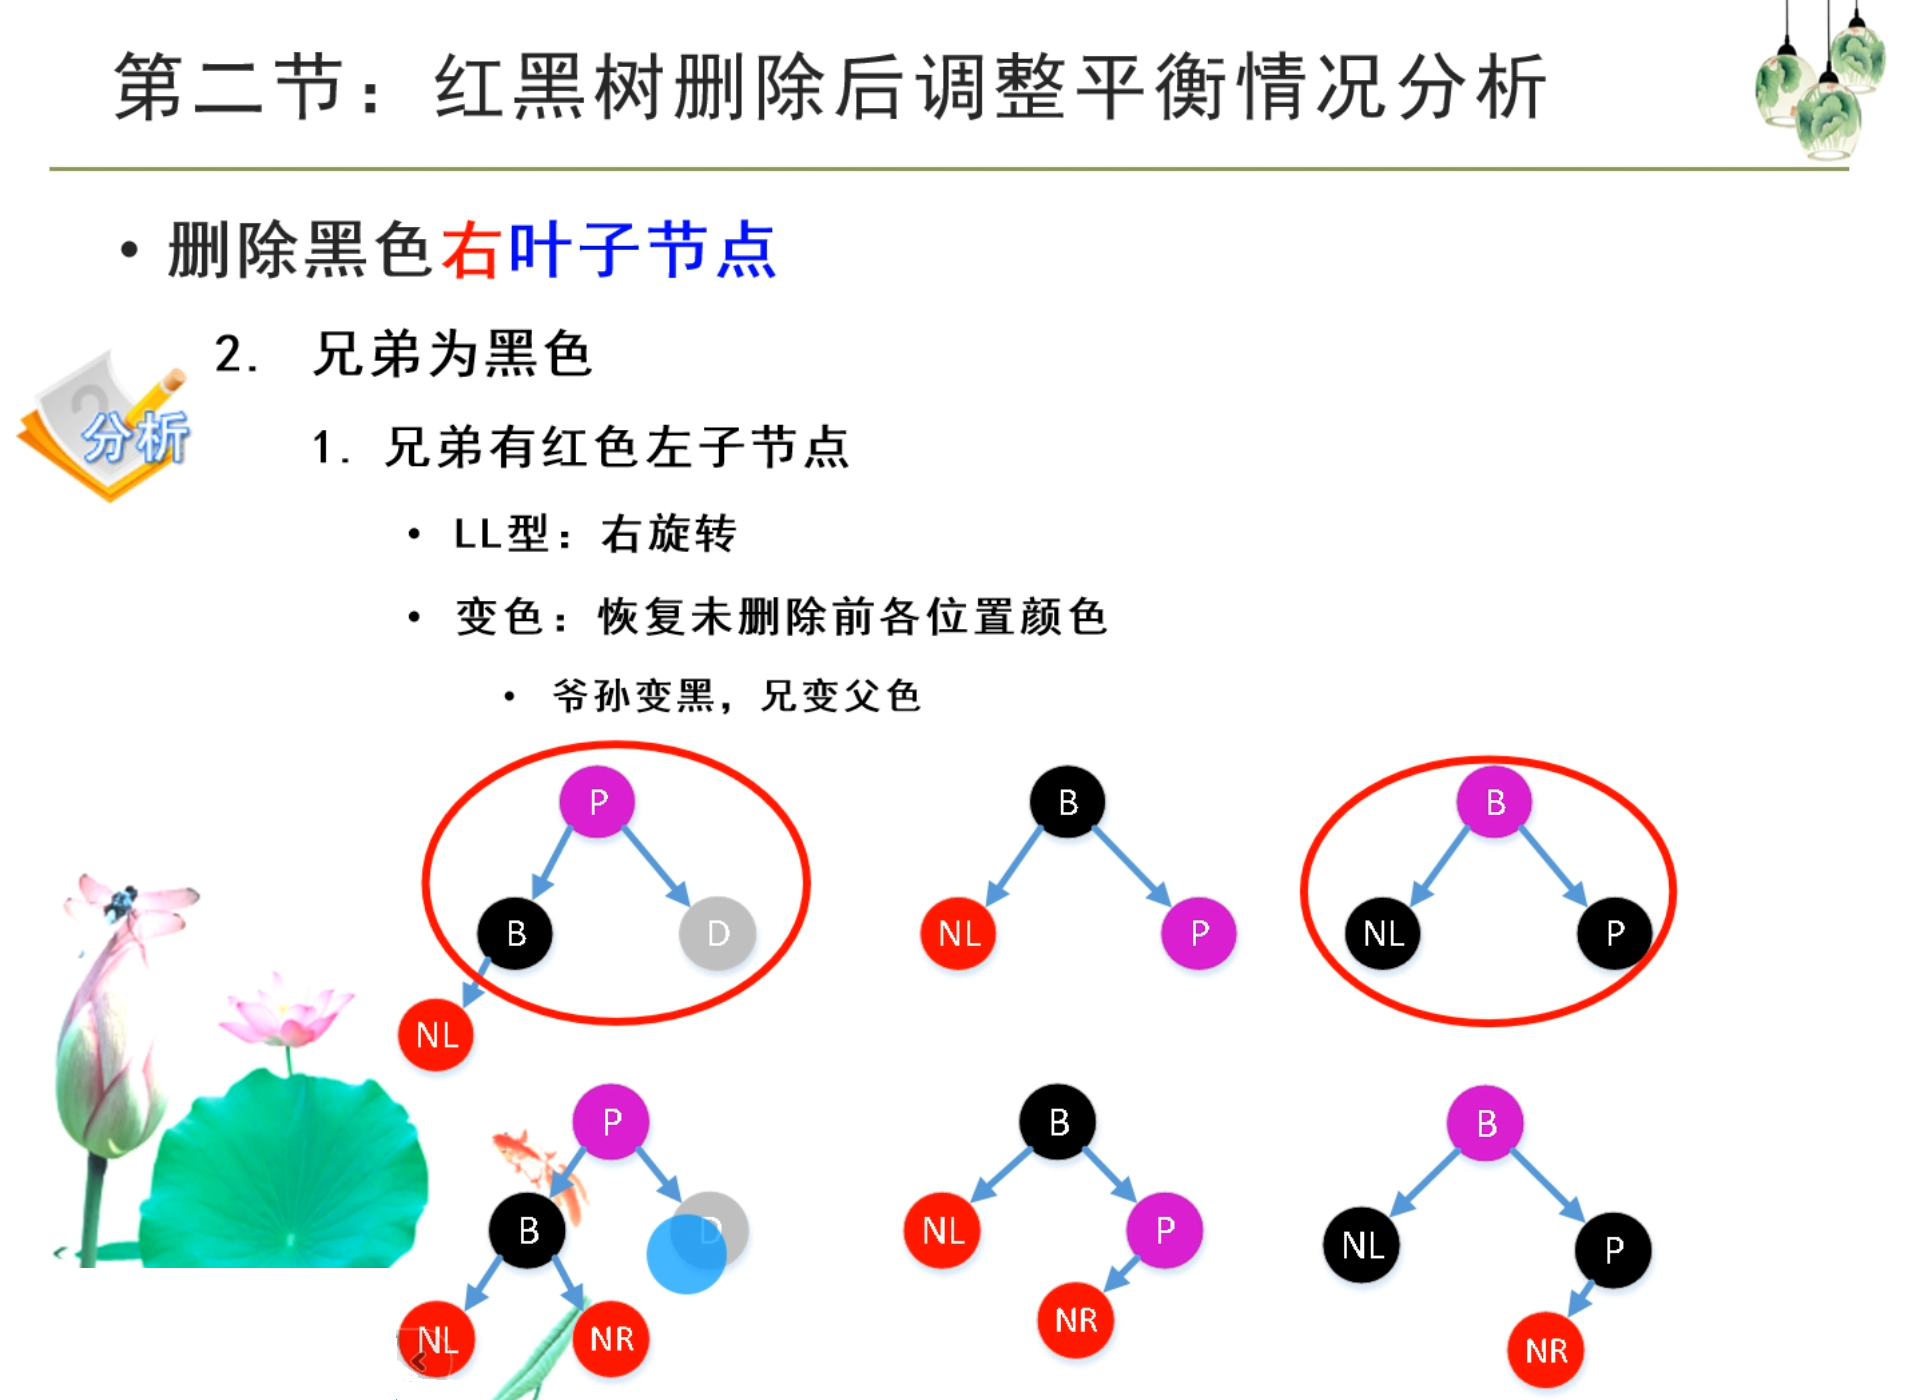 第二节：红黑树删除后调整平衡情况分析
• 删除黑色右叶子节点
2. 兄弟为黑色
分析
1. 兄弟有红色左子节点
• LL型：右旋转
• 变色：恢复未删除前各位置颜色
• 爷孙变黑，兄变父色
P B B
B D NL P NL P
NL
P B B
B D NL P NL P
NL NR NR NR